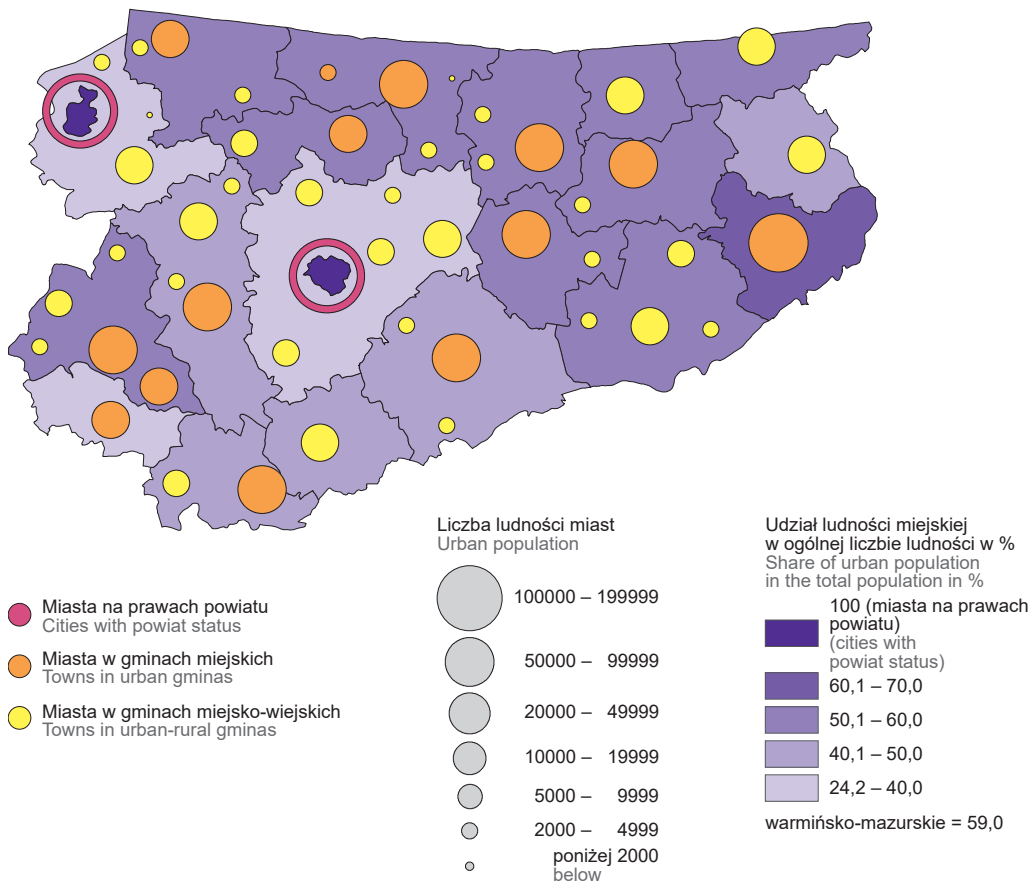 Miasta na prawach powiatu
Cities with powiat status
Miasta w gminach miejskich
Towns in urban gminas
Miasta w gminach miejsko-wiejskich
Towns in urban-rural gminas
Liczba ludności miast
Urban population
100000 – 199999
50000 – 99999
20000 – 49999
10000 – 19999
5000 – 9999
2000 – 4999
poniżej 2000
below
Udział ludności miejskiej
w ogólnej liczbie ludności w %
Share of urban population
in the total population in %
100 (miasta na prawach
powiatu)
(cities with
powiat status)
60,1 – 70,0
50,1 – 60,0
40,1 – 50,0
24,2 – 40,0
warmińsko-mazurskie = 59,0